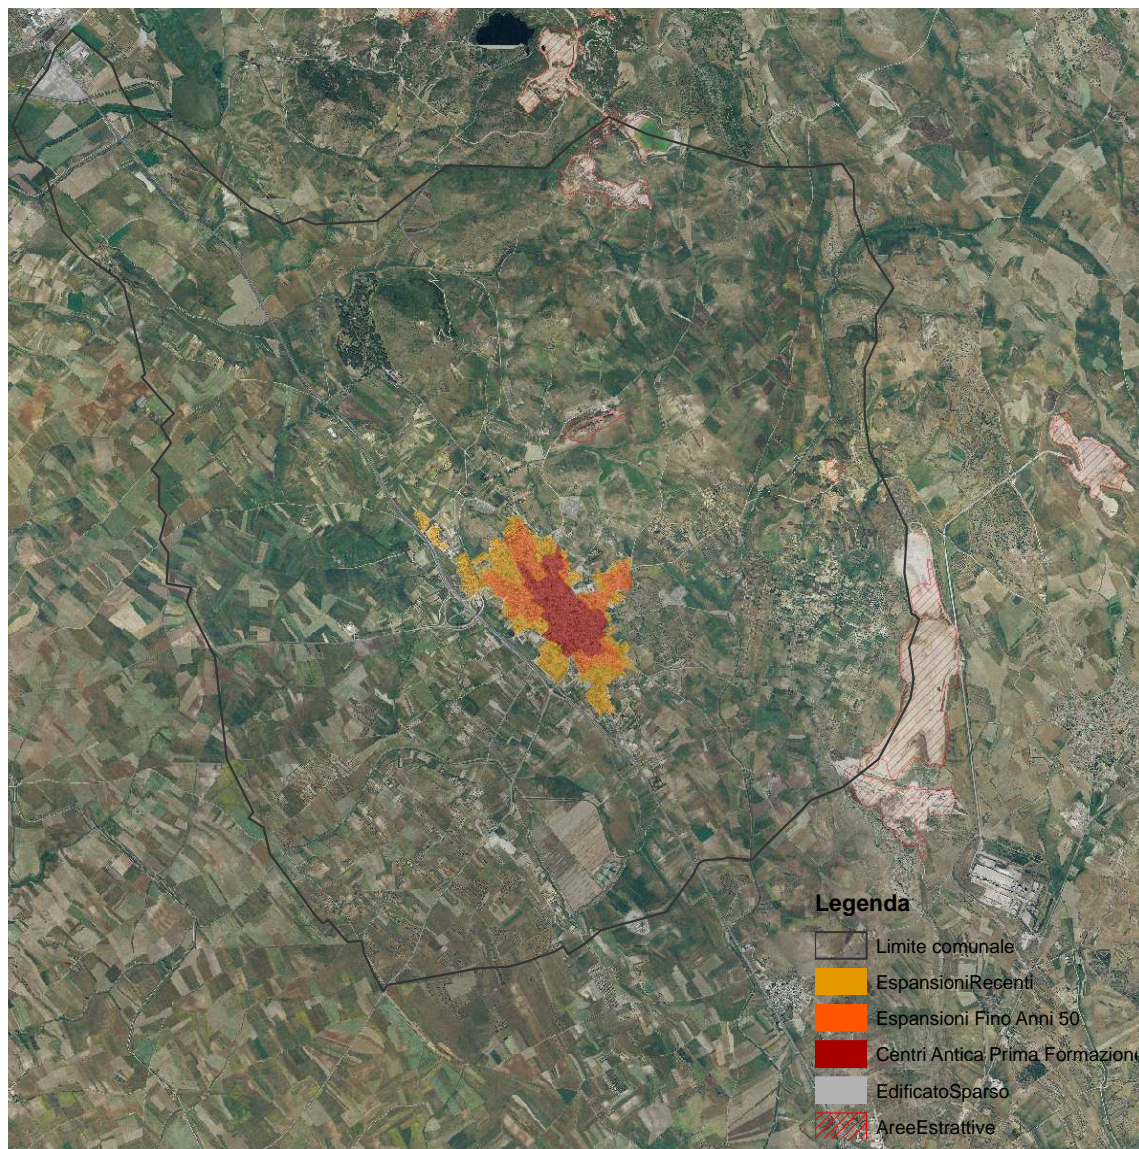 Legenda
Limite comunale
EspansioniRecenti
Espansioni Fino Anni 50
Centri Antica Prima Formazione
EdificatoSparso
AreeEstrattive